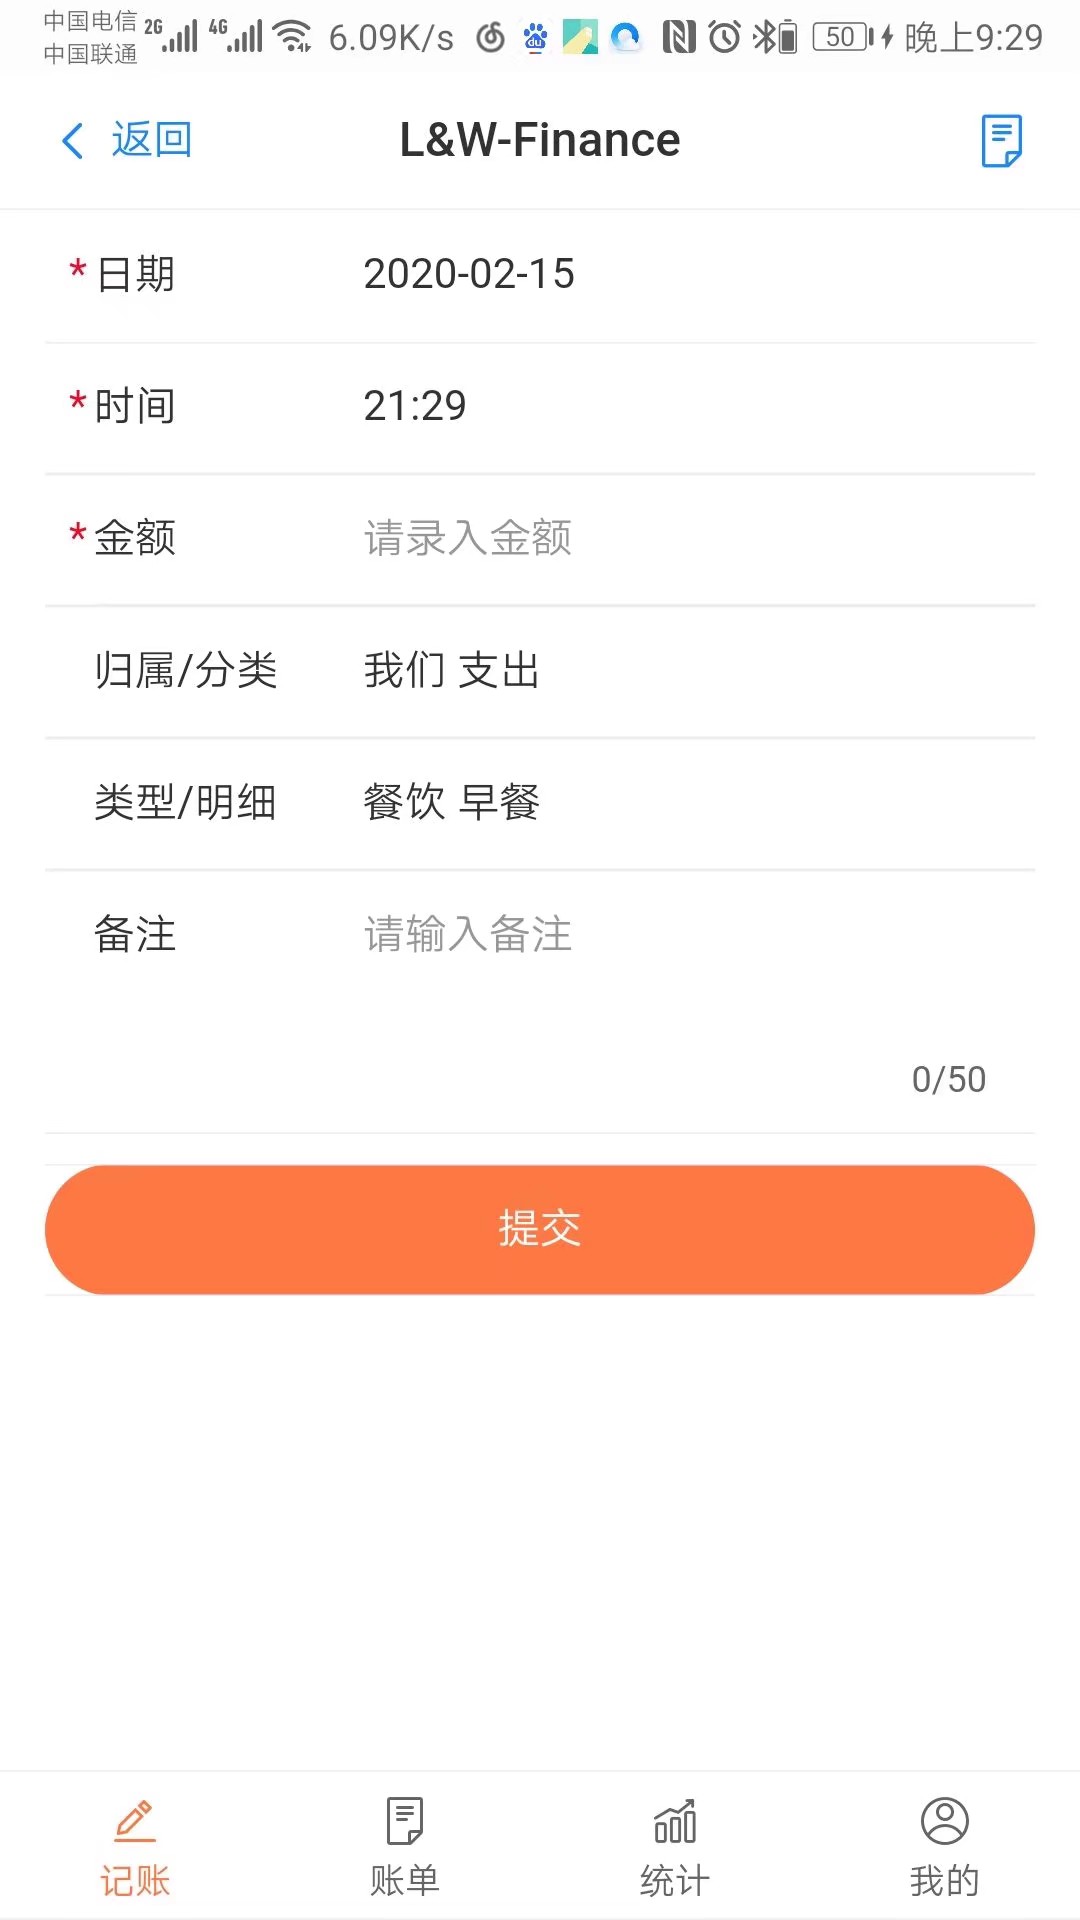 中国电信 2G 4G 6.09K/s 50 晚上9:29
中国联通
返回 L&W-Finance
*日期 2020-02-15
*时间 21:29
*金额 请录入金额
归属/分类 我们 支出
类型/明细 餐饮 早餐
备注 请输入备注
0/50
提交
记账 账单 统计 我的